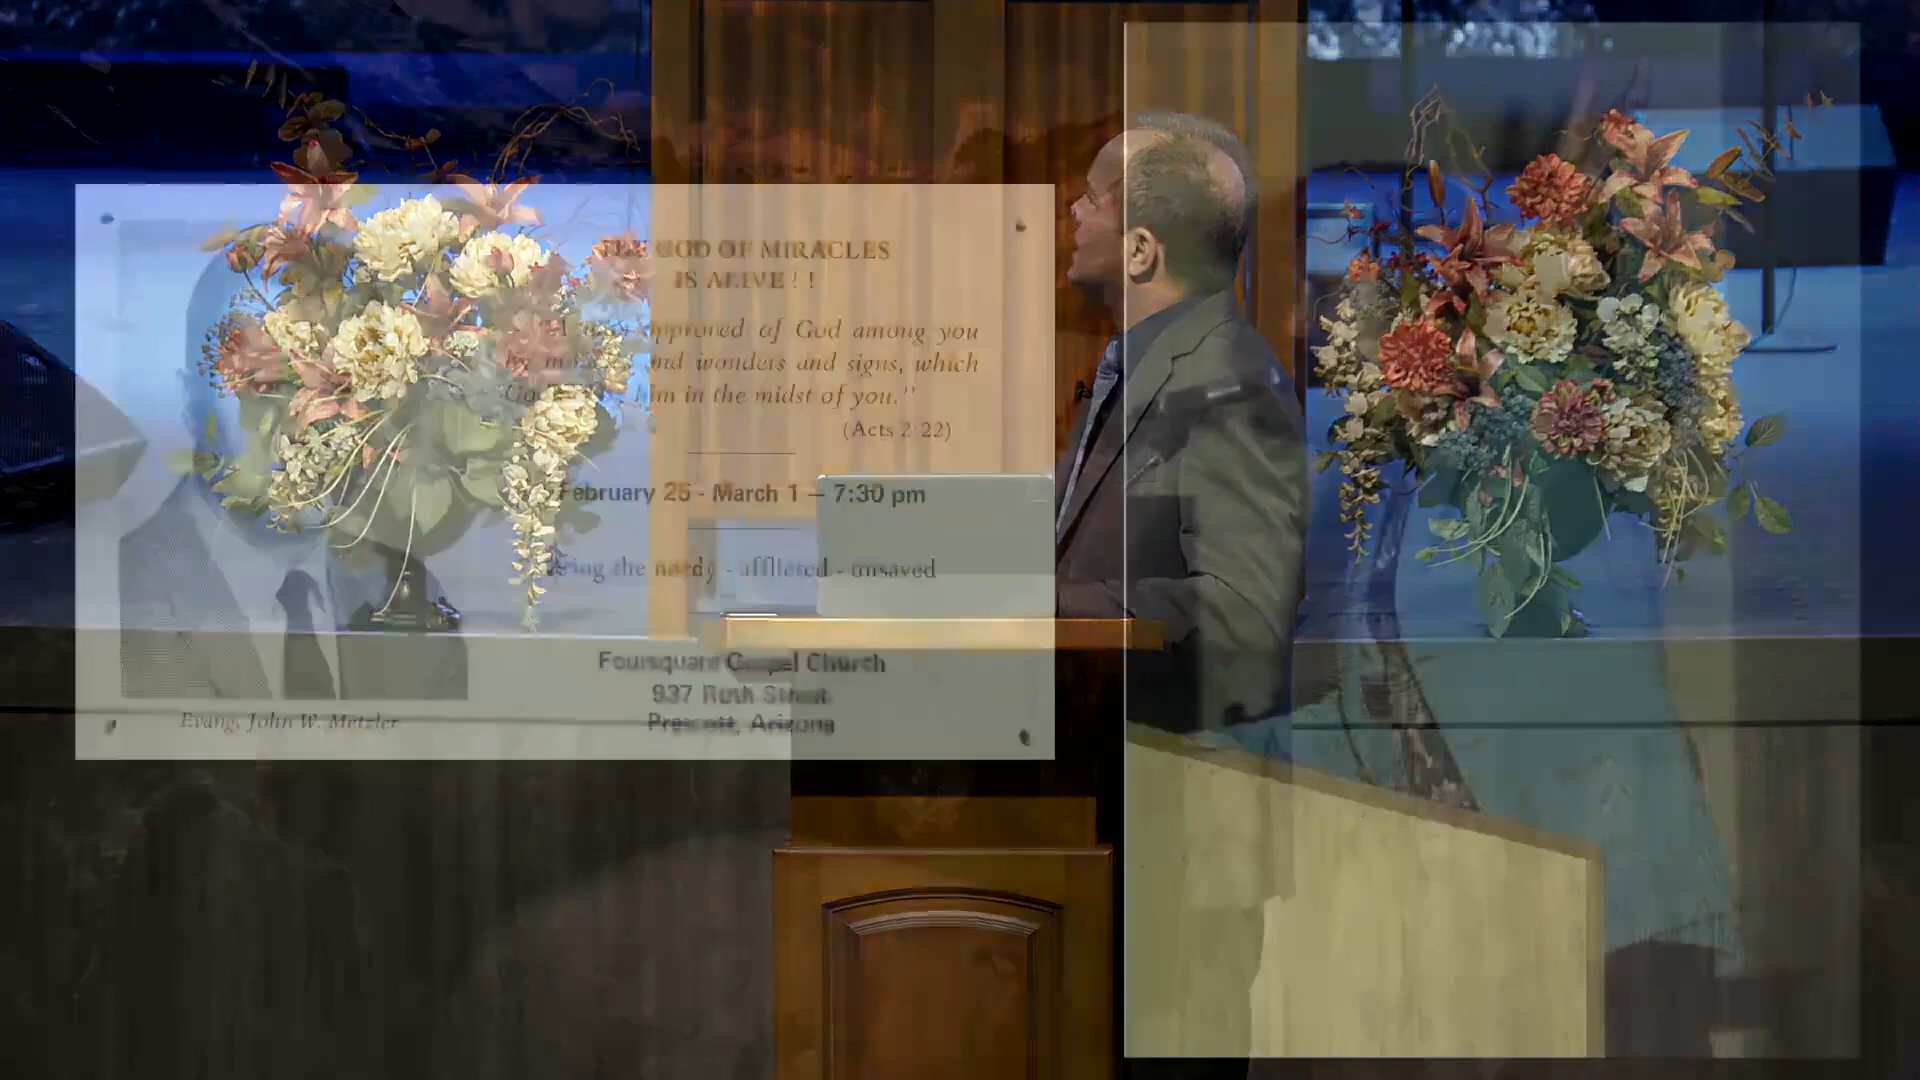 THE GOD OF MIRACLES
IS ALIVE!!
approved of God among you
and wonders and signs, which
him in the midst of you."
(Acts 2:22)
February 25 - March 1 — 7:30 pm
Bring the needy - afflicted - unsaved
Foursquare Gospel Church
937 Ruth Street
Prescott, Arizona
Evang. John W. Metzler